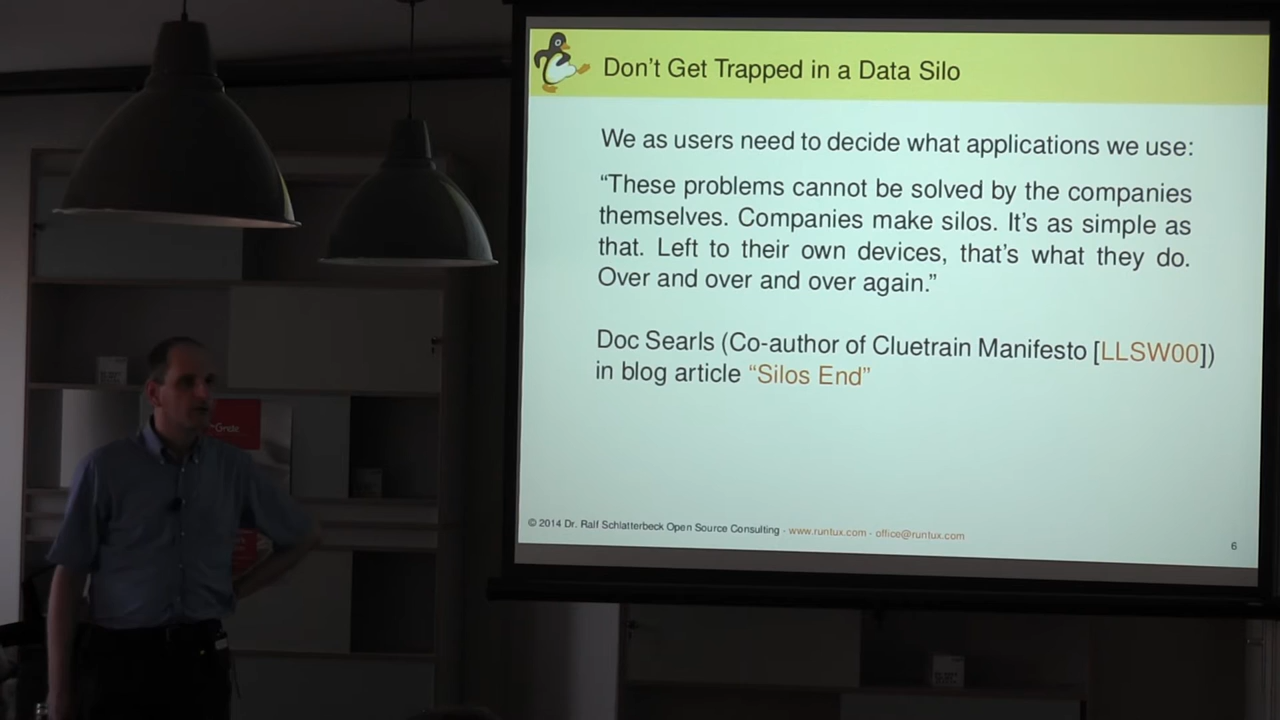 Don't Get Trapped in a Data Silo
We as users need to decide what applications we use:
“These problems cannot be solved by the companies
themselves. Companies make silos. It's as simple as
that. Left to their own devices, that's what they do.
Over and over and over again.”
Doc Searls (Co-author of Cluetrain Manifesto [LLSW00])
in blog article “Silos End”
© 2014 Dr. Ralf Schlatterbeck Open Source Consulting · www.runtux.com · office@runtux.com
6